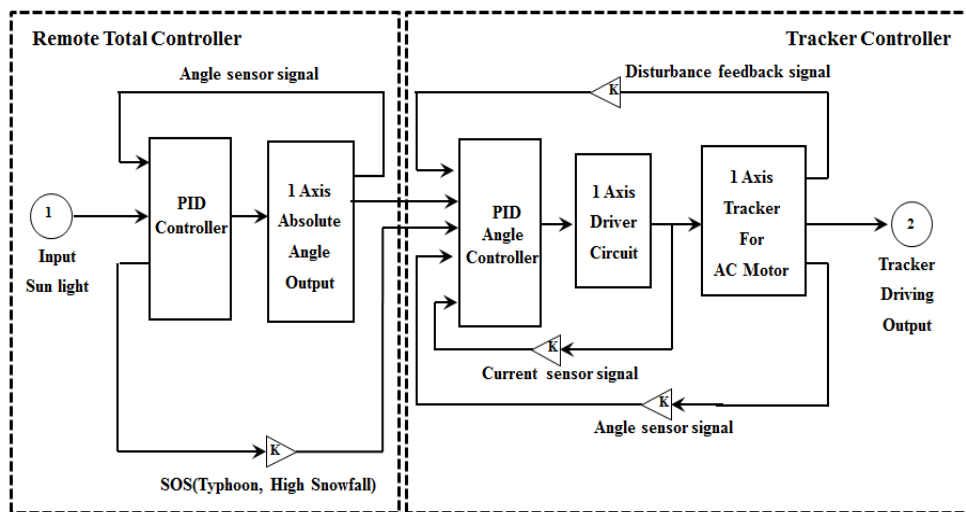 Remote Total Controller
Tracker Controller
Angle sensor signal
Disturbance feedback signal
K
1
Input
Sun light
PID
Controller
1 Axis
Absolute
Angle
Output
PID
Angle
Controller
1 Axis
Driver
Circuit
1 Axis
Tracker
For
AC Motor
2
Tracker
Driving
Output
K
Current sensor signal
K
Angle sensor signal
K
SOS(Typhoon, High Snowfall)